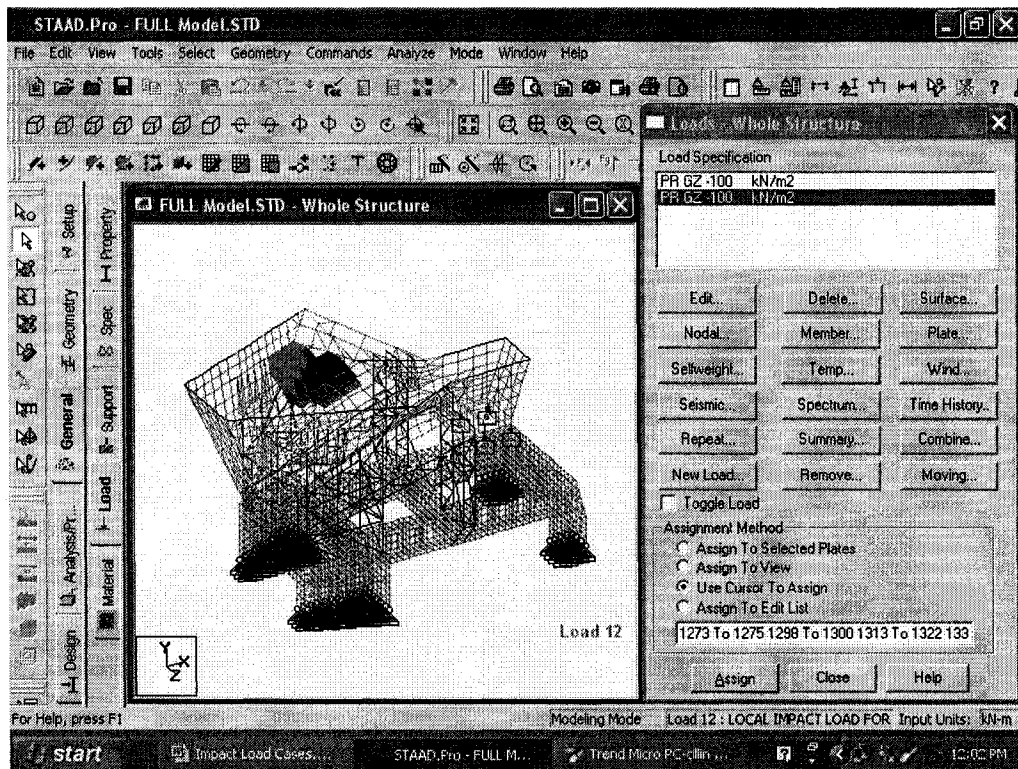 STAAD.Pro - FULL Model.STD
File Edit View Tools Select Geometry Commands Analyze Mode Window Help
Loads - Whole Structure
Load Specification
PR GZ -100 kN/m2
PR GZ -100 kN/m2
FULL Model.STD - Whole Structure
Setup
Geometry
General
Analysis/Pr...
Design
Property
Spec
Support
Load
Material
Edit... Delete... Surface...
Nodal... Member... Plate...
Selfweight... Temp... Wind...
Seismic... Spectrum... Time History..
Repeat... Summary... Combine...
New Load... Remove... Moving...
Toggle Load
Assignment Method
Assign To Selected Plates
Assign To View
Use Cursor To Assign
Assign To Edit List
1273 To 1275 1298 To 1300 1313 To 1322 133
Assign Close Help
Load 12
Y
X
Z
For Help, press F1 Modeling Mode Load 12 : LOCAL IMPACT LOAD FOR Input Units: kN-m
start Impact Load Cases.... STAAD.Pro - FULL M... Trend Micro PC-cillin ... 12:02 PM